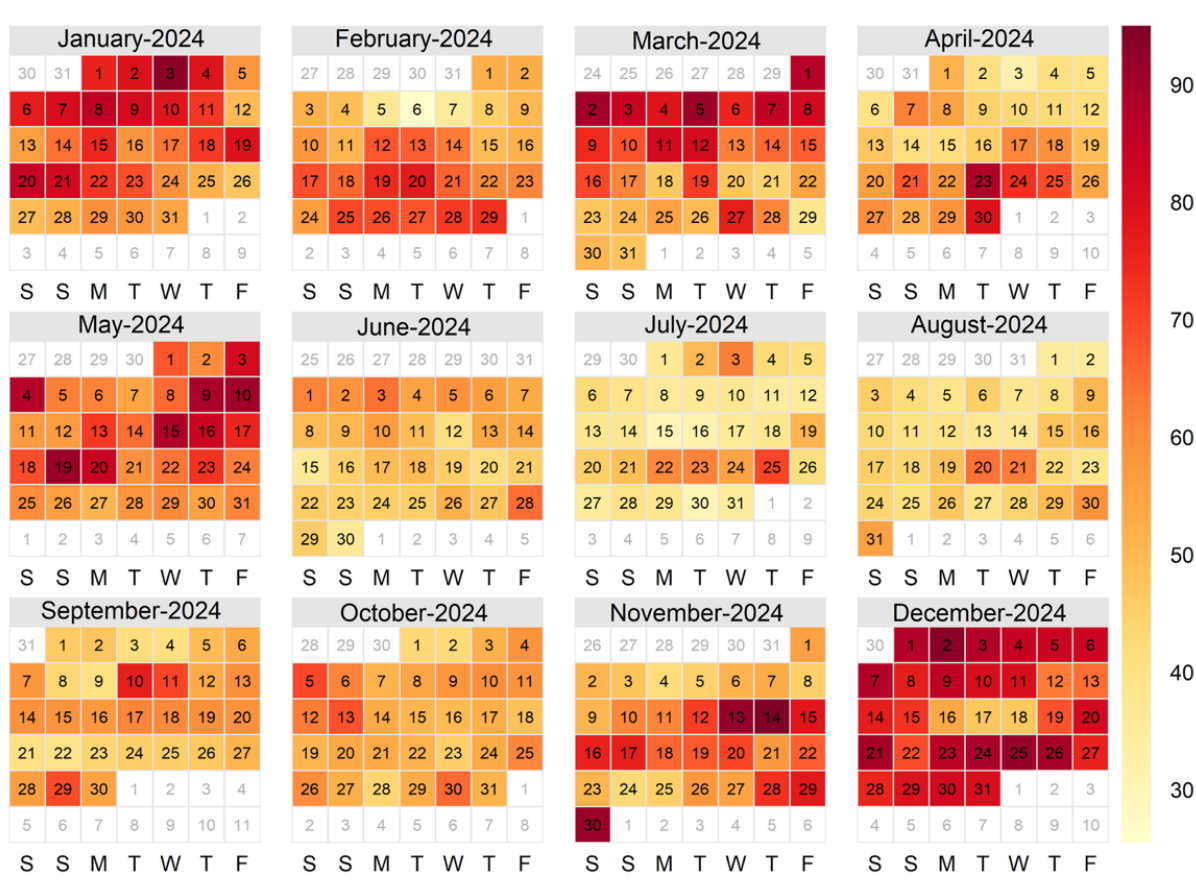 January-2024 February-2024 March-2024 April-2024
30 31 1 2 3 4 5 27 28 29 30 31 1 2 24 25 26 27 28 29 1 30 31 1 2 3 4 5
6 7 8 9 10 11 12 3 4 5 6 7 8 9 2 3 4 5 6 7 8 6 7 8 9 10 11 12 90
13 14 15 16 17 18 19 10 11 12 13 14 15 16 9 10 11 12 13 14 15 13 14 15 16 17 18 19
20 21 22 23 24 25 26 17 18 19 20 21 22 23 16 17 18 19 20 21 22 20 21 22 23 24 25 26 80
27 28 29 30 31 1 2 24 25 26 27 28 29 1 23 24 25 26 27 28 29 27 28 29 30 1 2 3
3 4 5 6 7 8 9 2 3 4 5 6 7 8 30 31 1 2 3 4 5 4 5 6 7 8 9 10
S S M T W T F S S M T W T F S S M T W T F S S M T W T F
May-2024 June-2024 July-2024 August-2024 70
27 28 29 30 1 2 3 25 26 27 28 29 30 31 29 30 1 2 3 4 5 27 28 29 30 31 1 2
4 5 6 7 8 9 10 1 2 3 4 5 6 7 6 7 8 9 10 11 12 3 4 5 6 7 8 9
11 12 13 14 15 16 17 8 9 10 11 12 13 14 13 14 15 16 17 18 19 10 11 12 13 14 15 16 60
18 19 20 21 22 23 24 15 16 17 18 19 20 21 20 21 22 23 24 25 26 17 18 19 20 21 22 23
25 26 27 28 29 30 31 22 23 24 25 26 27 28 27 28 29 30 31 1 2 24 25 26 27 28 29 30
1 2 3 4 5 6 7 29 30 1 2 3 4 5 3 4 5 6 7 8 9 31 1 2 3 4 5 6 50
S S M T W T F S S M T W T F S S M T W T F S S M T W T F
September-2024 October-2024 November-2024 December-2024
31 1 2 3 4 5 6 28 29 30 1 2 3 4 26 27 28 29 30 31 1 30 1 2 3 4 5 6
7 8 9 10 11 12 13 5 6 7 8 9 10 11 2 3 4 5 6 7 8 7 8 9 10 11 12 13 40
14 15 16 17 18 19 20 12 13 14 15 16 17 18 9 10 11 12 13 14 15 14 15 16 17 18 19 20
21 22 23 24 25 26 27 19 20 21 22 23 24 25 16 17 18 19 20 21 22 21 22 23 24 25 26 27
28 29 30 1 2 3 4 26 27 28 29 30 31 1 23 24 25 26 27 28 29 28 29 30 31 1 2 3 30
5 6 7 8 9 10 11 2 3 4 5 6 7 8 30 1 2 3 4 5 6 4 5 6 7 8 9 10
S S M T W T F S S M T W T F S S M T W T F S S M T W T F